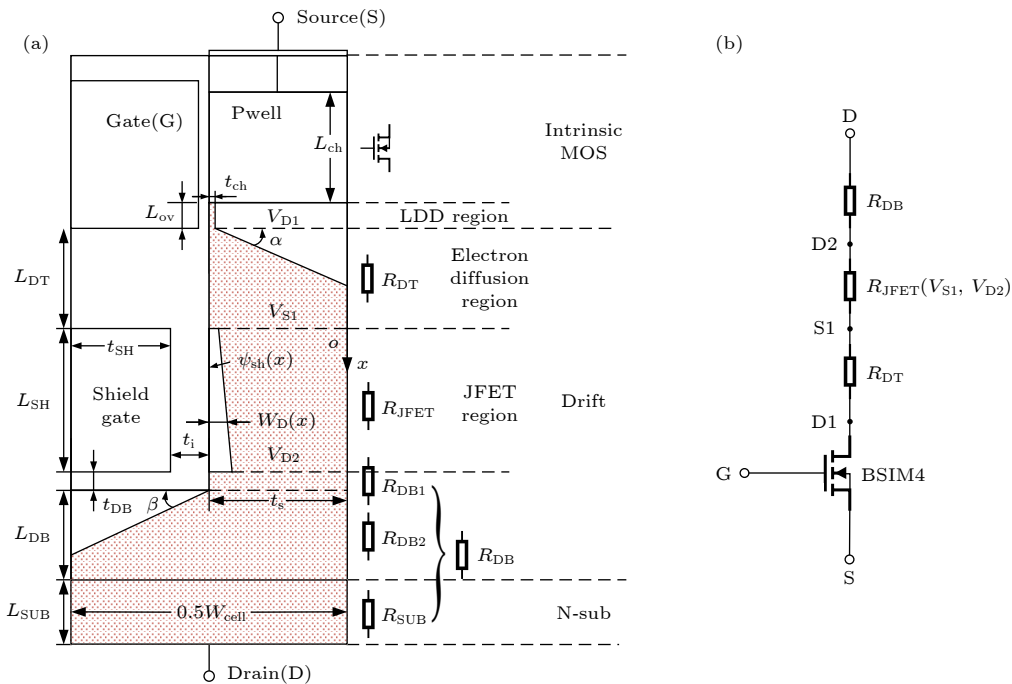 Source(S)
(a)
(b)
Gate(G)
Pwell
L_ch
Intrinsic
MOS
t_ch
L_ov
V_D1
LDD region
α
L_DT
R_DT
Electron
diffusion
region
V_S1
o
x
t_SH
ψ_sh(x)
L_SH
Shield
gate
R_JFET
JFET
region
Drift
W_D(x)
t_i
V_D2
t_DB
β
t_s
R_DB1
L_DB
R_DB2
R_DB
L_SUB
0.5W_cell
R_SUB
N-sub
Drain(D)
D
R_DB
D2
R_JFET(V_S1, V_D2)
S1
R_DT
D1
G
BSIM4
S